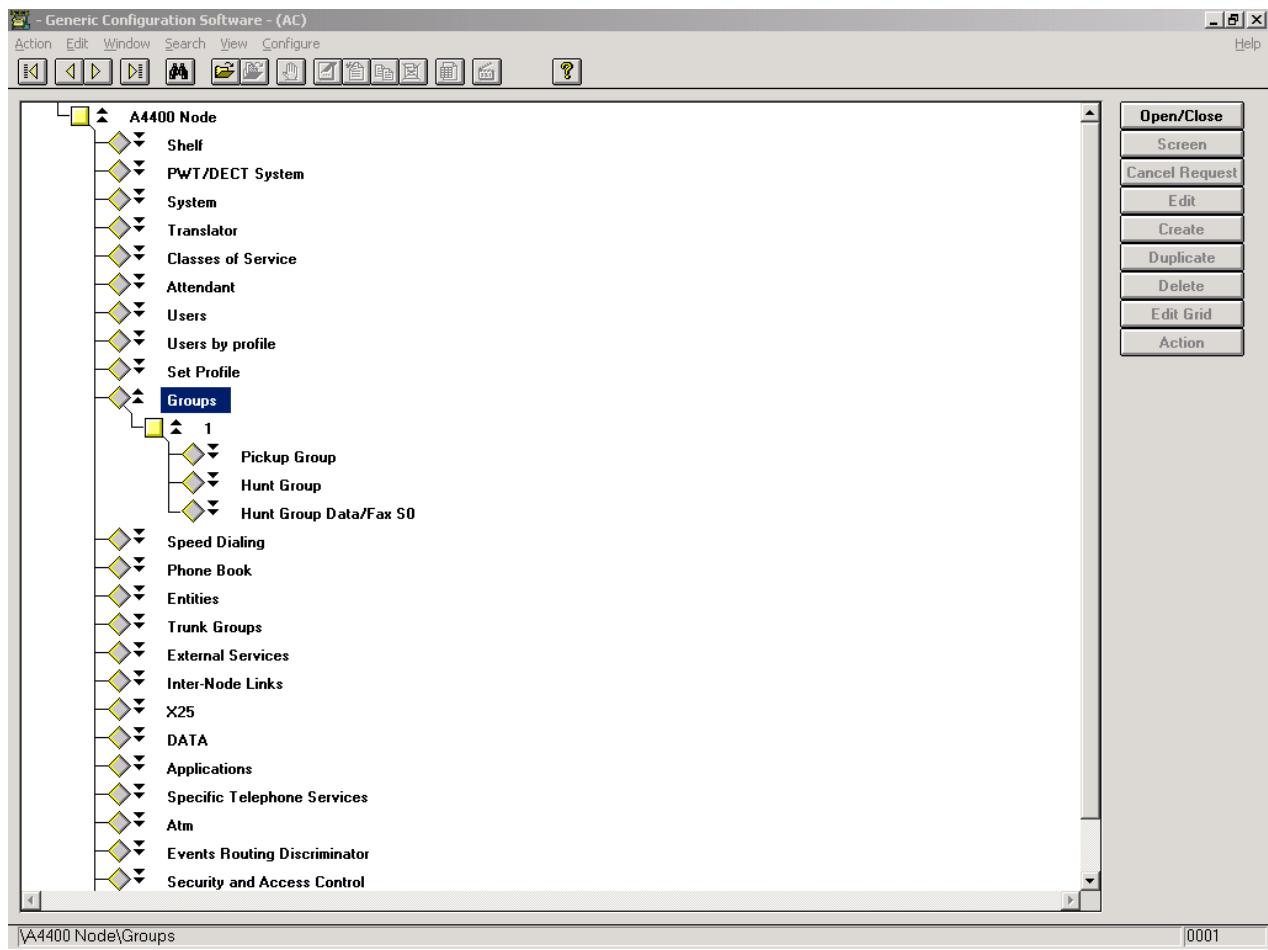 - Generic Configuration Software - (AC)
Action Edit Window Search View Configure Help
?
A4400 Node
Shelf
PWT/DECT System
System
Translator
Classes of Service
Attendant
Users
Users by profile
Set Profile
Groups
1
Pickup Group
Hunt Group
Hunt Group Data/Fax S0
Speed Dialing
Phone Book
Entities
Trunk Groups
External Services
Inter-Node Links
X25
DATA
Applications
Specific Telephone Services
Atm
Events Routing Discriminator
Security and Access Control
Open/Close
Screen
Cancel Request
Edit
Create
Duplicate
Delete
Edit Grid
Action
\A4400 Node\Groups 0001